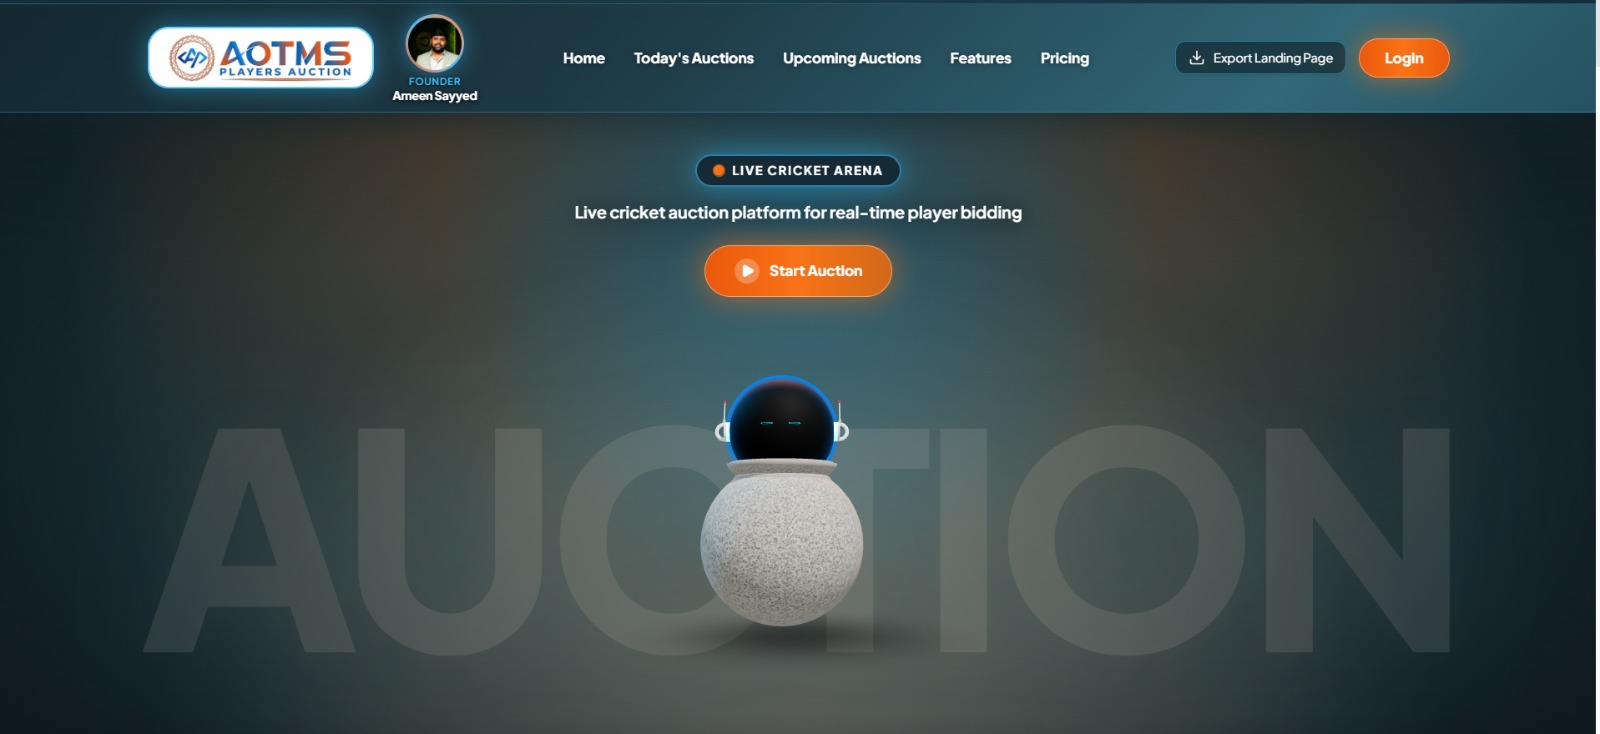 AOTMS
PLAYERS AUCTION
FOUNDER
Ameen Sayyed
Home
Today's Auctions
Upcoming Auctions
Features
Pricing
Export Landing Page
Login
LIVE CRICKET ARENA
Live cricket auction platform for real-time player bidding
Start Auction
AUCTION